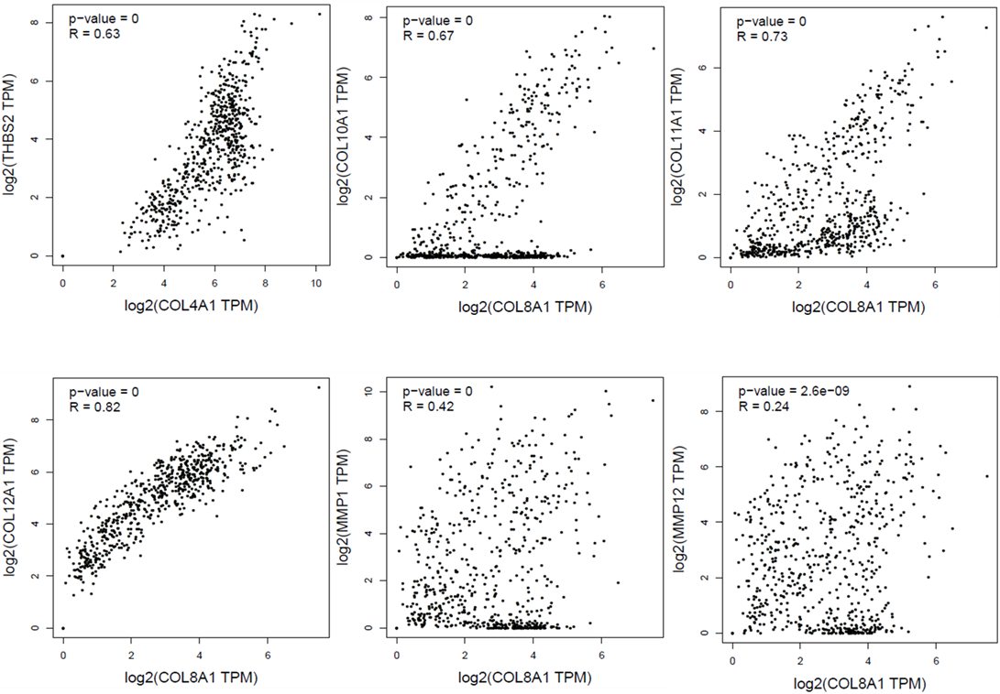 p-value = 0
R = 0.63
log2(THBS2 TPM)
8
6
4
2
0
0 2 4 6 8 10
log2(COL4A1 TPM)
p-value = 0
R = 0.67
log2(COL10A1 TPM)
8
6
4
2
0
0 2 4 6
log2(COL8A1 TPM)
p-value = 0
R = 0.73
log2(COL11A1 TPM)
6
4
2
0
0 2 4 6
log2(COL8A1 TPM)
p-value = 0
R = 0.82
log2(COL12A1 TPM)
8
6
4
2
0
0 2 4 6
log2(COL8A1 TPM)
p-value = 0
R = 0.42
log2(MMP1 TPM)
10
8
6
4
2
0
0 2 4 6
log2(COL8A1 TPM)
p-value = 2.6e-09
R = 0.24
log2(MMP12 TPM)
8
6
4
2
0
0 2 4 6
log2(COL8A1 TPM)